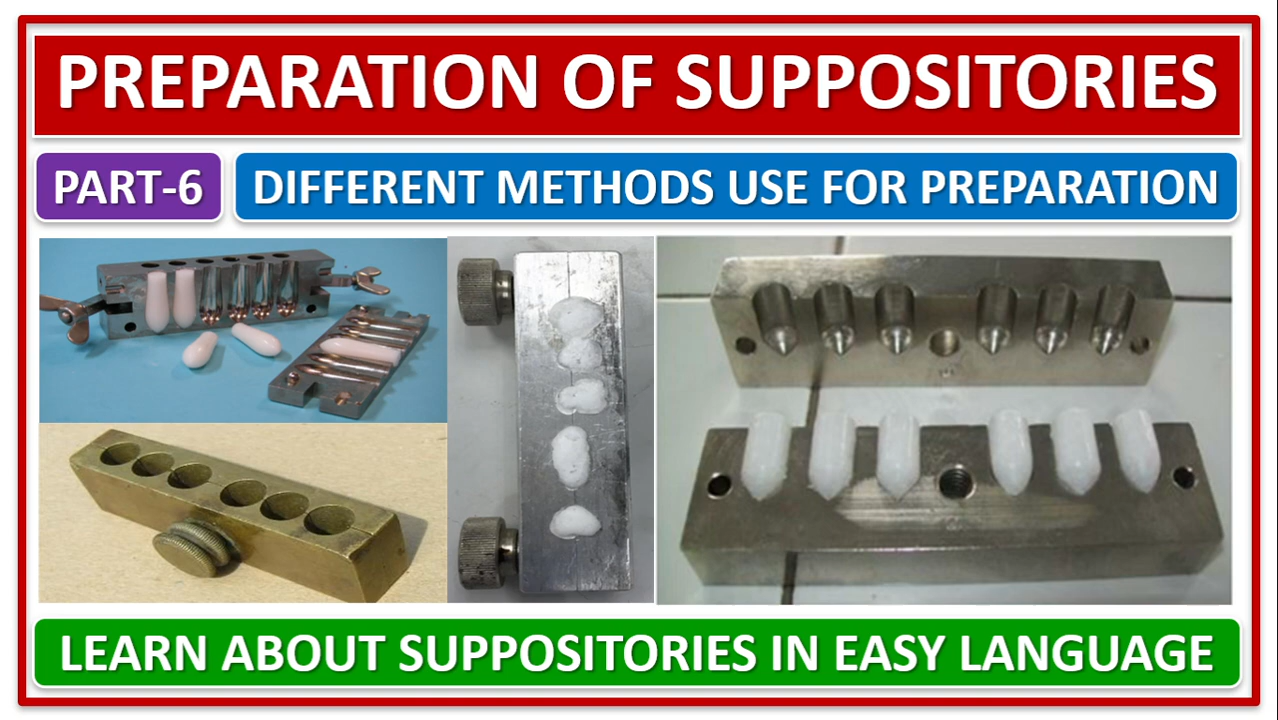 PREPARATION OF SUPPOSITORIES
PART-6
DIFFERENT METHODS USE FOR PREPARATION
LEARN ABOUT SUPPOSITORIES IN EASY LANGUAGE